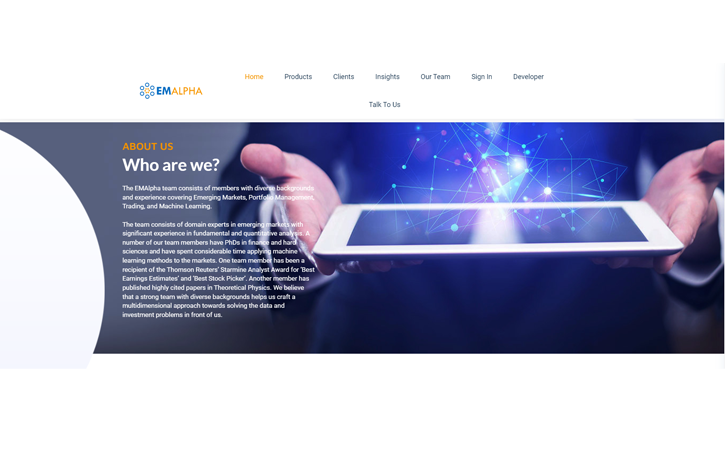 Home Products Clients Insights Our Team Sign In Developer
EMALPHA
Talk To Us
ABOUT US
Who are we?
The EMAlpha team consists of members with diverse backgrounds
and experience covering Emerging Markets, Portfolio Management,
Trading, and Machine Learning.
The team consists of domain experts in emerging markets with
significant experience in fundamental and quantitative analysis. A
number of our team members have PhDs in finance and hard
sciences and have spent considerable time applying machine
learning methods to the markets. One team member has been a
recipient of the Thomson Reuters' Starmine Analyst Award for 'Best
Earnings Estimates' and 'Best Stock Picker'. Another member has
published highly cited papers in Theoretical Physics. We believe
that a strong team with diverse backgrounds helps us craft a
multidimensional approach towards solving the data and
investment problems in front of us.